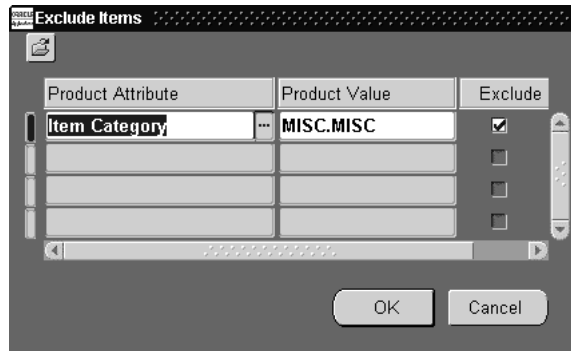 Exclude Items
Product Attribute Product Value Exclude
Item Category ... MISC.MISC
OK Cancel